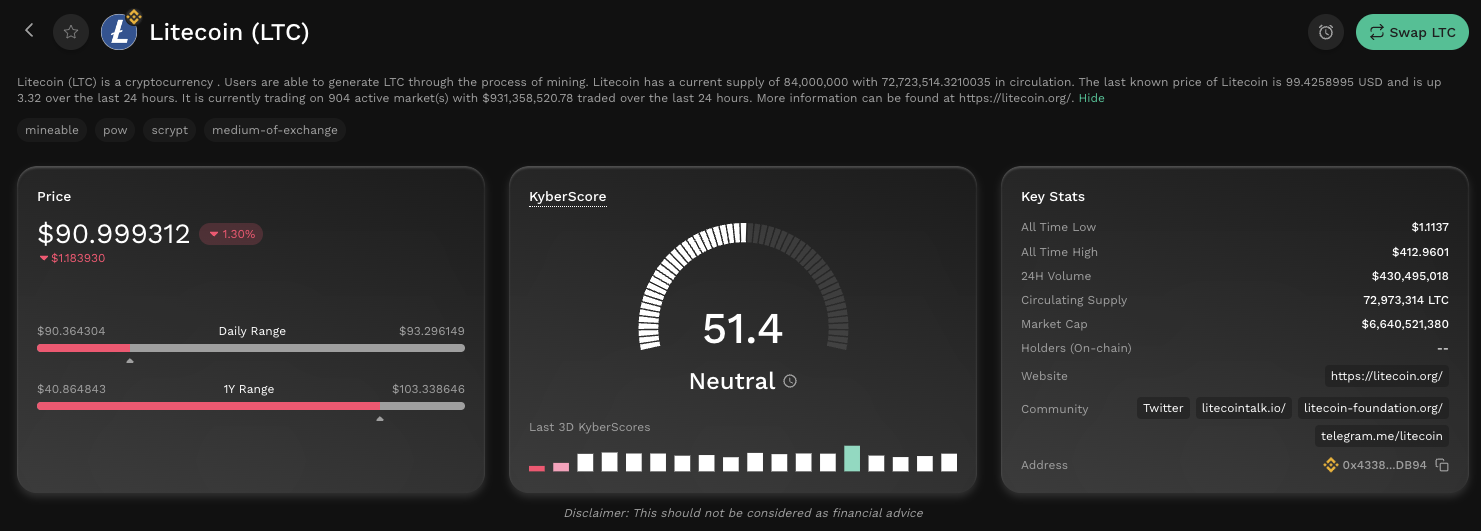 Litecoin (LTC)
Swap LTC
Litecoin (LTC) is a cryptocurrency . Users are able to generate LTC through the process of mining. Litecoin has a current supply of 84,000,000 with 72,723,514.3210035 in circulation. The last known price of Litecoin is 99.4258995 USD and is up
3.32 over the last 24 hours. It is currently trading on 904 active market(s) with $931,358,520.78 traded over the last 24 hours. More information can be found at https://litecoin.org/. Hide
mineable pow scrypt medium-of-exchange
Price
$90.999312 1.30%
$1.183930
$90.364304 Daily Range $93.296149
$40.864843 1Y Range $103.338646
KyberScore
51.4
Neutral
Last 3D KyberScores
Key Stats
All Time Low $1.1137
All Time High $412.9601
24H Volume $430,495,018
Circulating Supply 72,973,314 LTC
Market Cap $6,640,521,380
Holders (On-chain) --
Website https://litecoin.org/
Community Twitter litecointalk.io/ litecoin-foundation.org/
telegram.me/litecoin
Address 0x4338...DB94
Disclaimer: This should not be considered as financial advice